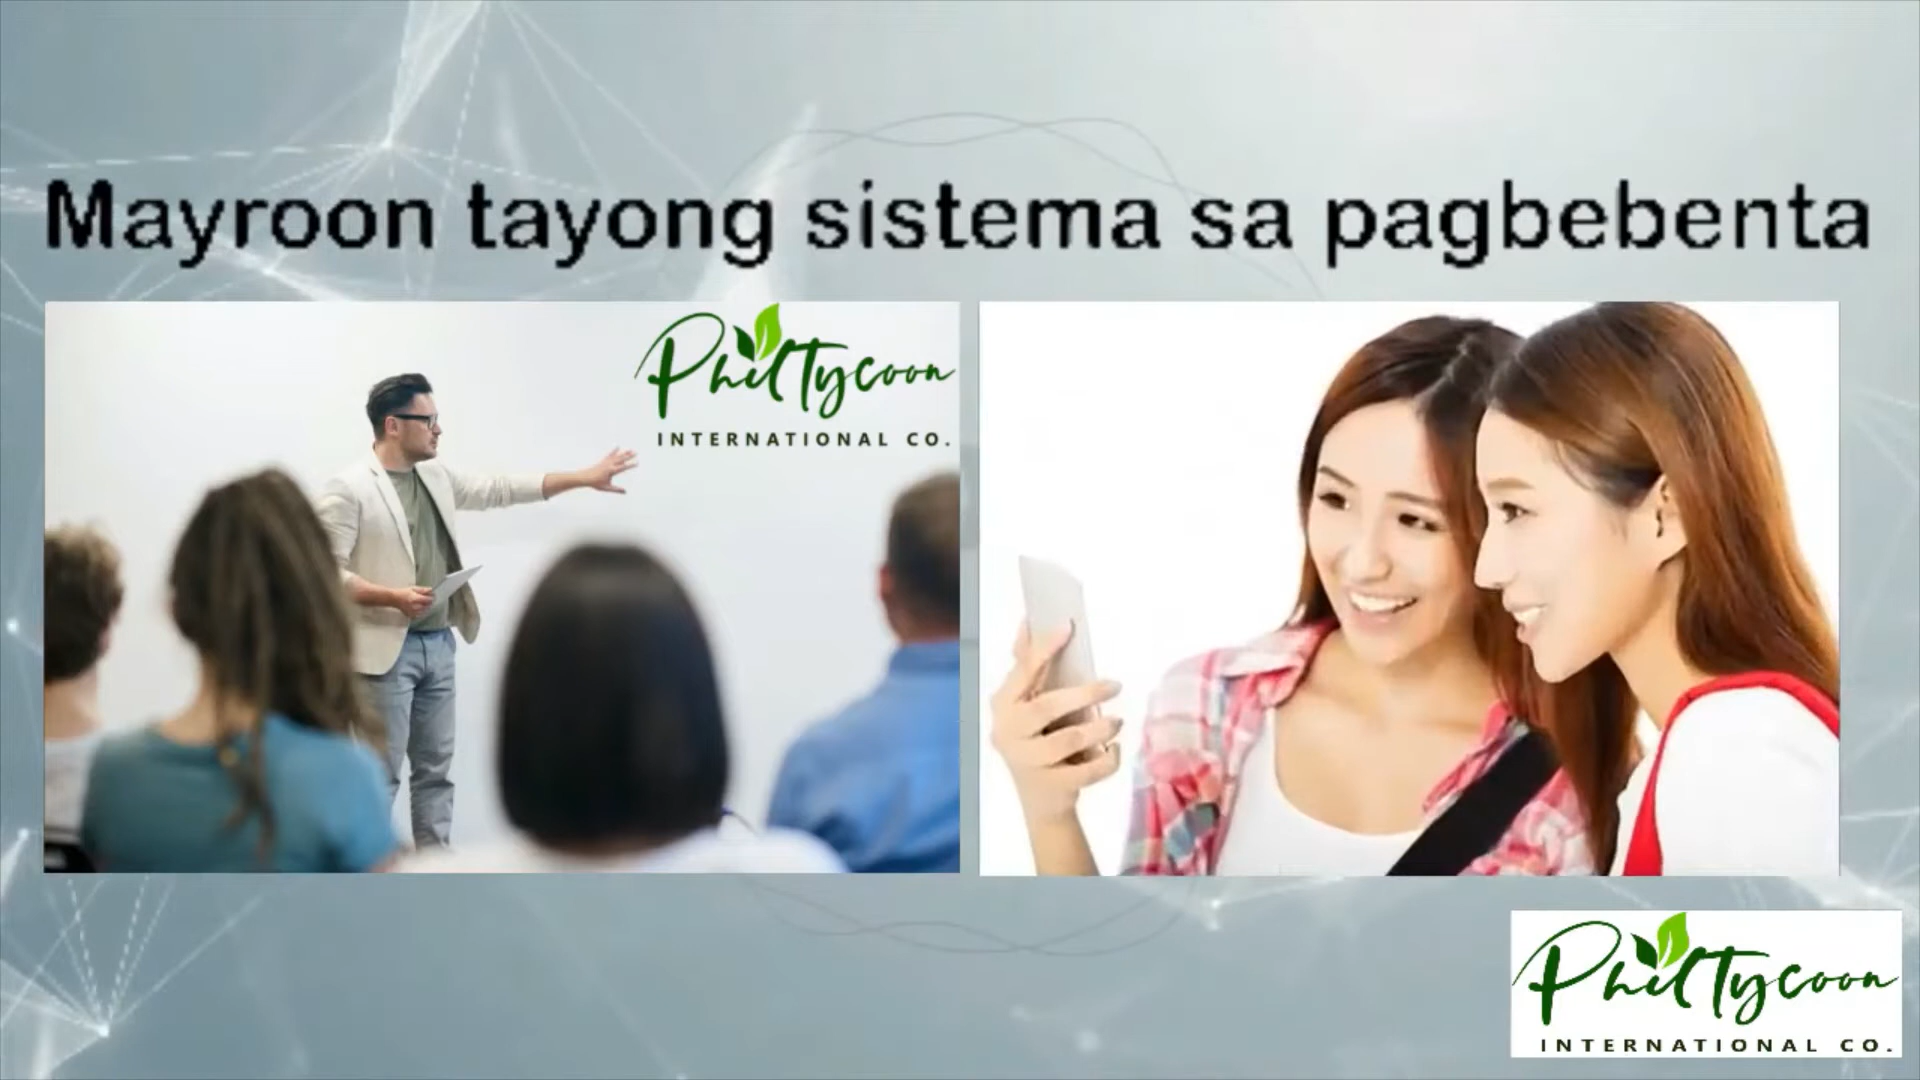 Mayroon tayong sistema sa pagbebenta
PhilTycoon
INTERNATIONAL CO.
PhilTycoon
INTERNATIONAL CO.